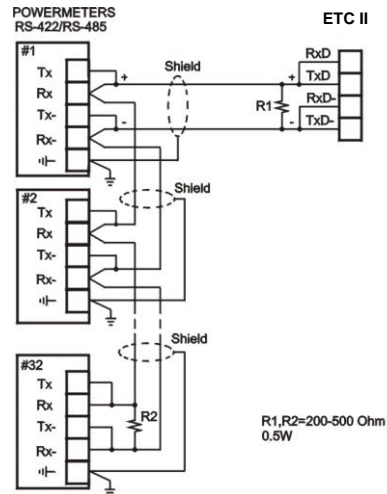 POWERMETERS
RS-422/RS-485
ETC II
#1
Tx
Rx
Tx-
Rx-
+
-
Shield
R1
+
-
RxD
TxD
RxD-
TxD-
#2
Tx
Rx
Tx-
Rx-
Shield
#32
Tx
Rx
Tx-
Rx-
Shield
R2
R1,R2=200-500 Ohm
0.5W